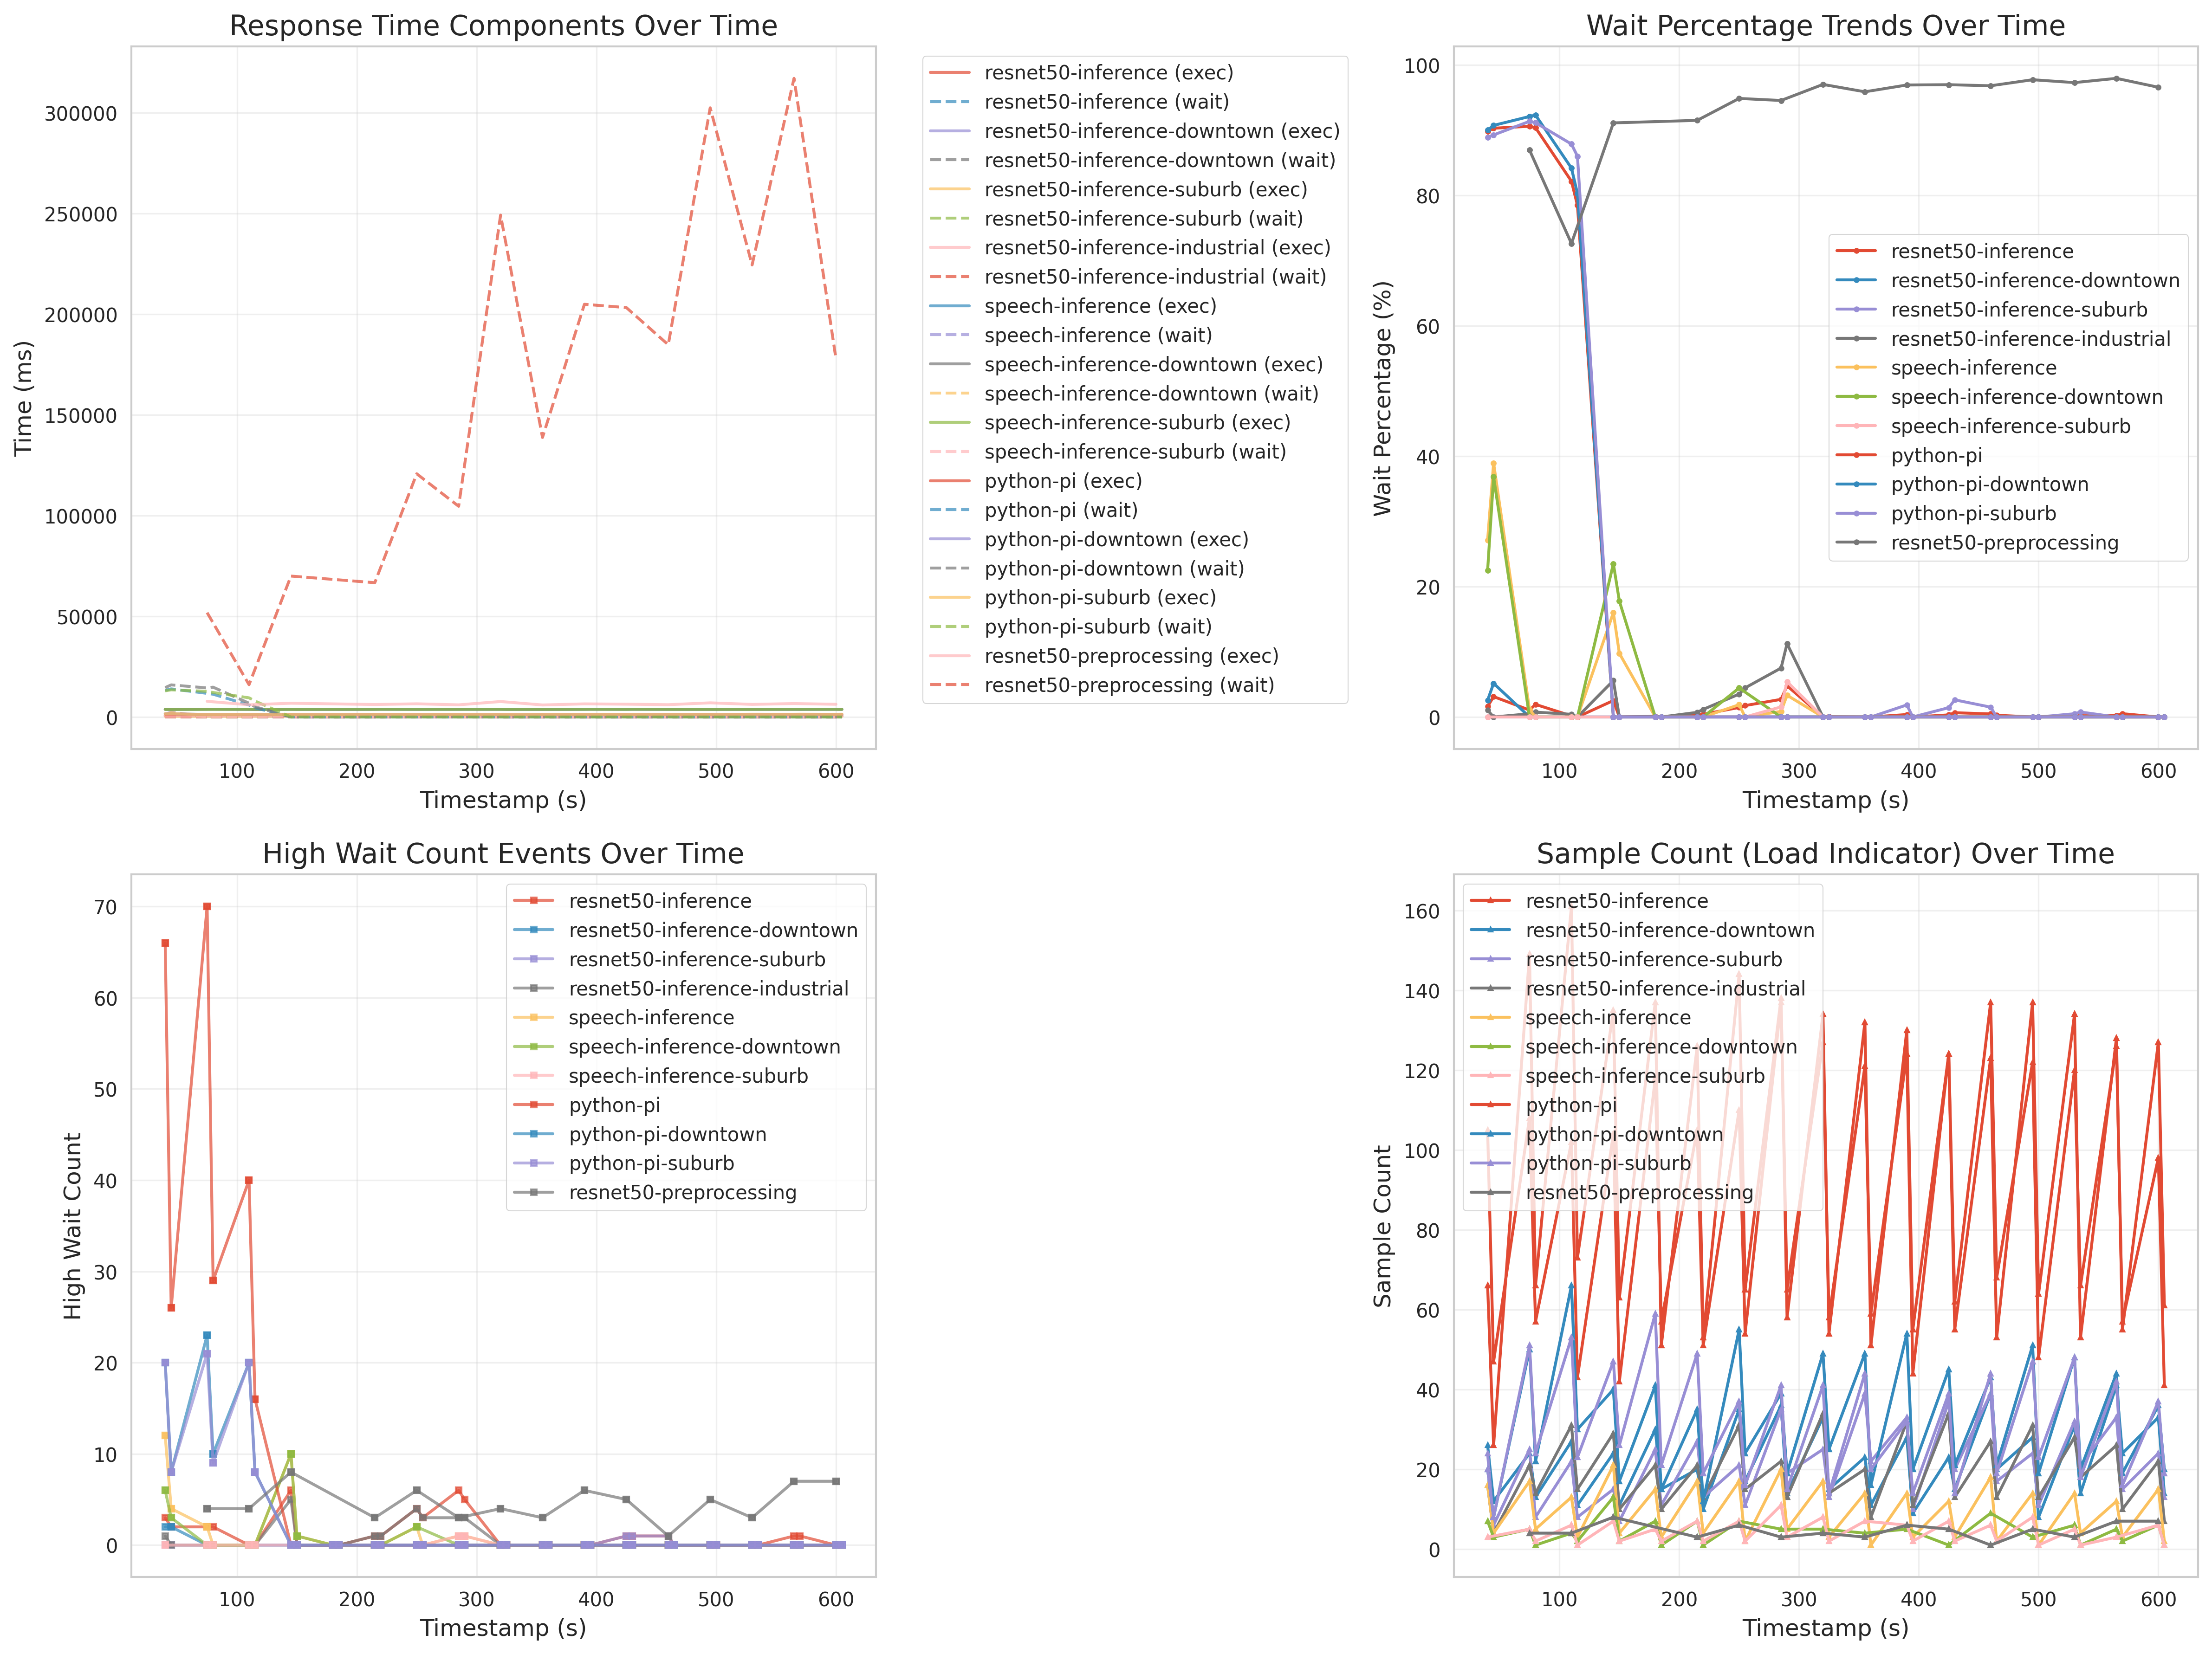 Response Time Components Over Time
Time (ms)
300000
250000
200000
150000
100000
50000
0
100 200 300 400 500 600
Timestamp (s)
resnet50-inference (exec)
resnet50-inference (wait)
resnet50-inference-downtown (exec)
resnet50-inference-downtown (wait)
resnet50-inference-suburb (exec)
resnet50-inference-suburb (wait)
resnet50-inference-industrial (exec)
resnet50-inference-industrial (wait)
speech-inference (exec)
speech-inference (wait)
speech-inference-downtown (exec)
speech-inference-downtown (wait)
speech-inference-suburb (exec)
speech-inference-suburb (wait)
python-pi (exec)
python-pi (wait)
python-pi-downtown (exec)
python-pi-downtown (wait)
python-pi-suburb (exec)
python-pi-suburb (wait)
resnet50-preprocessing (exec)
resnet50-preprocessing (wait)
Wait Percentage Trends Over Time
Wait Percentage (%)
100
80
60
40
20
0
100 200 300 400 500 600
Timestamp (s)
resnet50-inference
resnet50-inference-downtown
resnet50-inference-suburb
resnet50-inference-industrial
speech-inference
speech-inference-downtown
speech-inference-suburb
python-pi
python-pi-downtown
python-pi-suburb
resnet50-preprocessing
High Wait Count Events Over Time
High Wait Count
70
60
50
40
30
20
10
0
100 200 300 400 500 600
Timestamp (s)
resnet50-inference
resnet50-inference-downtown
resnet50-inference-suburb
resnet50-inference-industrial
speech-inference
speech-inference-downtown
speech-inference-suburb
python-pi
python-pi-downtown
python-pi-suburb
resnet50-preprocessing
Sample Count (Load Indicator) Over Time
Sample Count
160
140
120
100
80
60
40
20
0
100 200 300 400 500 600
Timestamp (s)
resnet50-inference
resnet50-inference-downtown
resnet50-inference-suburb
resnet50-inference-industrial
speech-inference
speech-inference-downtown
speech-inference-suburb
python-pi
python-pi-downtown
python-pi-suburb
resnet50-preprocessing